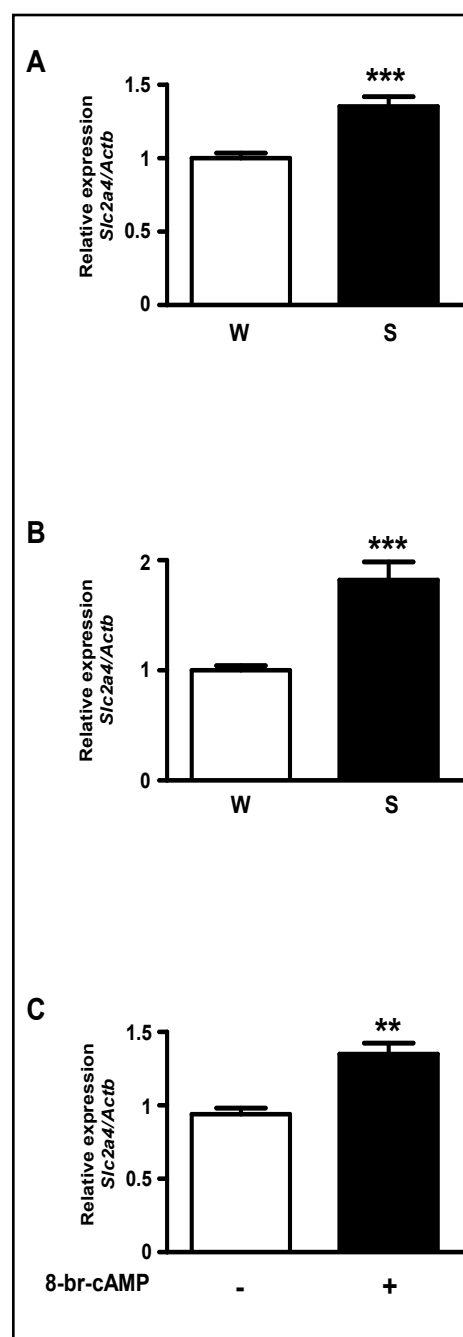 A
Relative expression
Slc2a4/Actb
1.5
1
0.5
0
***
W S
B
Relative expression
Slc2a4/Actb
2
1
0
***
W S
C
Relative expression
Slc2a4/Actb
1.5
1
0.5
0
**
8-br-cAMP - +